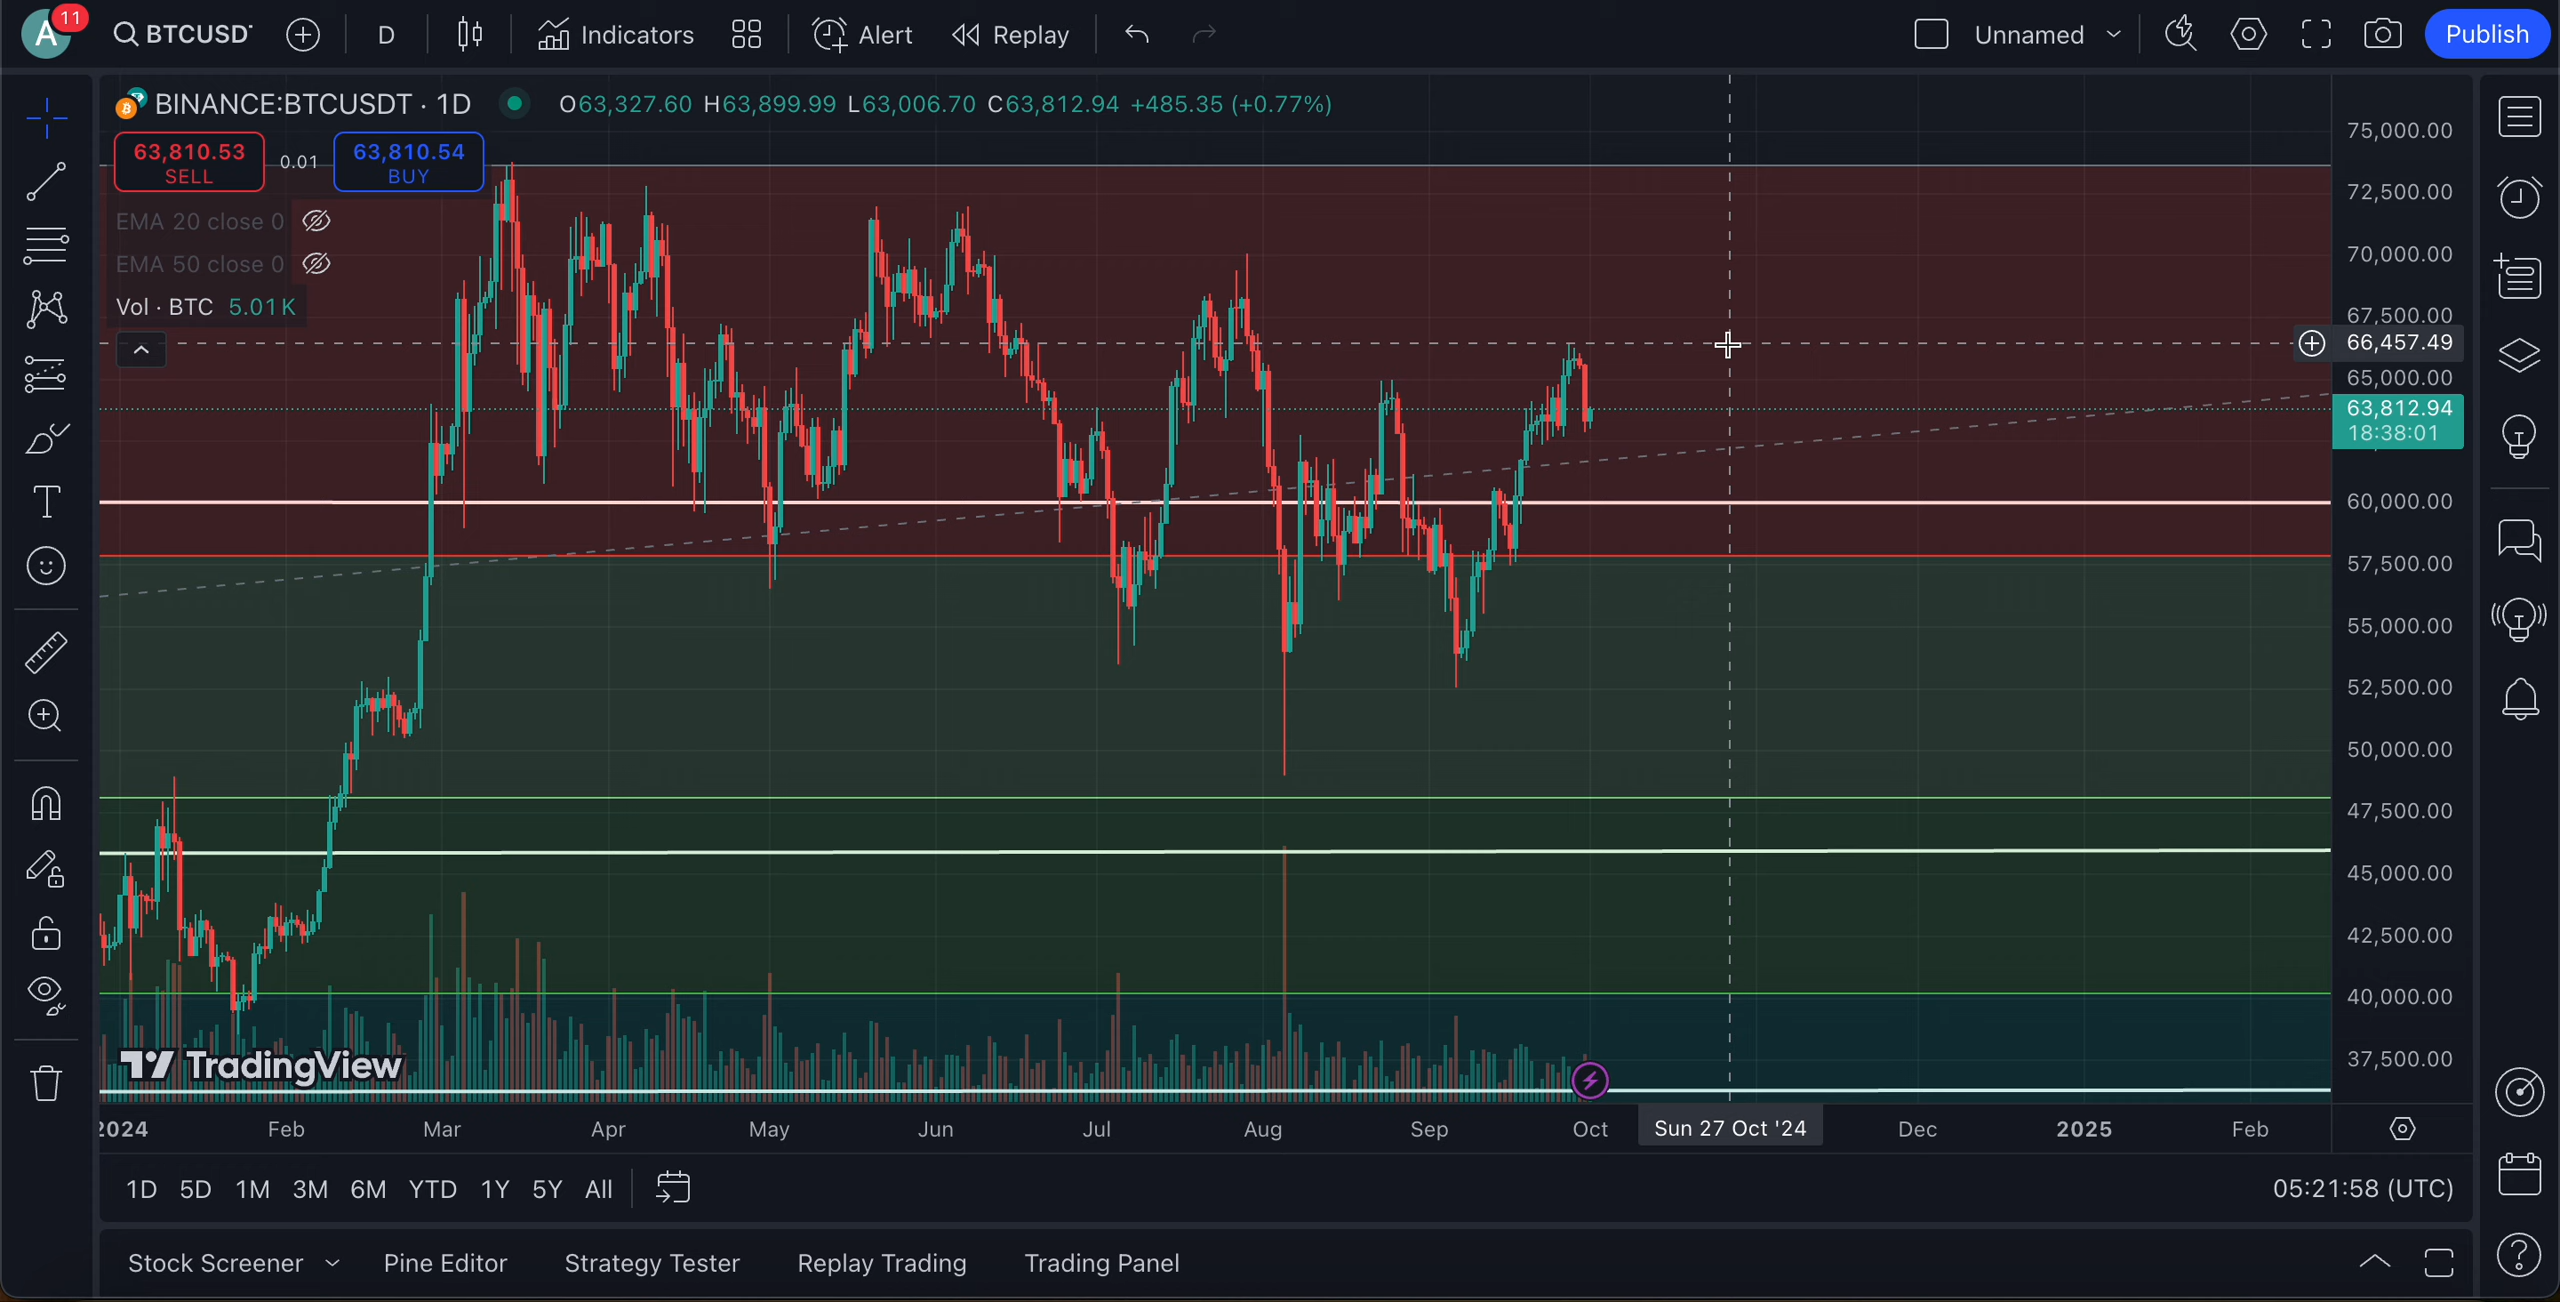 A 11 BTCUSDT D Indicators Alert Replay Unnamed Publish
BINANCE:BTCUSDT · 1D O63,327.60 H63,899.99 L63,006.70 C63,812.94 +485.35 (+0.77%)
63,810.53 SELL 0.01 63,810.54 BUY
EMA 20 close 0
EMA 50 close 0
Vol · BTC 5.01K
75,000.00
72,500.00
70,000.00
67,500.00
66,457.49
65,000.00
63,812.94
18:38:01
60,000.00
57,500.00
55,000.00
52,500.00
50,000.00
47,500.00
45,000.00
42,500.00
40,000.00
37,500.00
TradingView
2024 Feb Mar Apr May Jun Jul Aug Sep Oct Sun 27 Oct '24 Dec 2025 Feb
1D 5D 1M 3M 6M YTD 1Y 5Y All 05:21:58 (UTC)
Stock Screener Pine Editor Strategy Tester Replay Trading Trading Panel